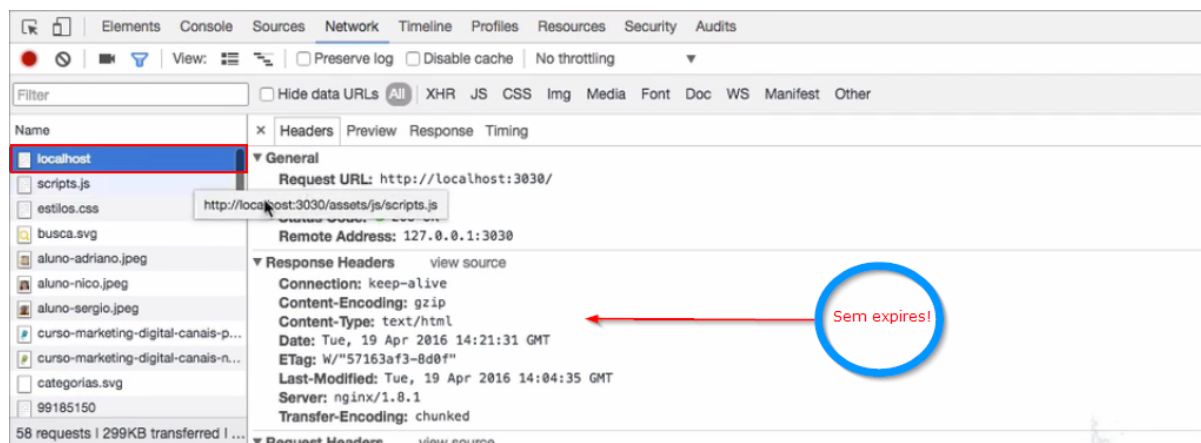 Elements Console Sources Network Timeline Profiles Resources Security Audits
View: Preserve log Disable cache No throttling
Filter Hide data URLs All XHR JS CSS Img Media Font Doc WS Manifest Other
Name × Headers Preview Response Timing
localhost
General
scripts.js
Request URL: http://localhost:3030/
estilos.css
http://localhost:3030/assets/js/scripts.js
busca.svg
Remote Address: 127.0.0.1:3030
aluno-adriano.jpeg
Response Headers view source
aluno-nico.jpeg
Connection: keep-alive
aluno-sergio.jpeg
Content-Encoding: gzip
Content-Type: text/html
Sem expires!
curso-marketing-digital-canais-p...
Date: Tue, 19 Apr 2016 14:21:31 GMT
curso-marketing-digital-canais-n...
ETag: W/"57163af3-8d0f"
categorias.svg
Last-Modified: Tue, 19 Apr 2016 14:04:35 GMT
99185150
Server: nginx/1.8.1
Transfer-Encoding: chunked
58 requests | 299KB transferred | ...
Request Headers view source